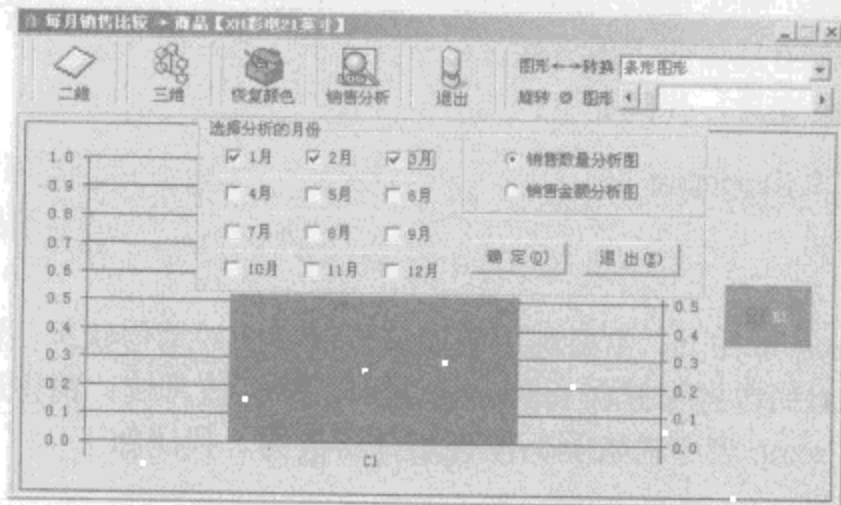 每月销售比较 → 商品【XH彩电21英寸】
二维 三维 恢复颜色 销售分析 退出
图形←→转换 条形图形
旋转 Ø 图形
选择分析的月份
1月 2月 3月
4月 5月 6月
7月 8月 9月
10月 11月 12月
销售数量分析图
销售金额分析图
确 定(O) 退 出(X)
1.0
0.9
0.8
0.7
0.6
0.5
0.4
0.3
0.2
0.1
0.0
C1
0.5
0.4
0.3
0.2
0.1
0.0
R1